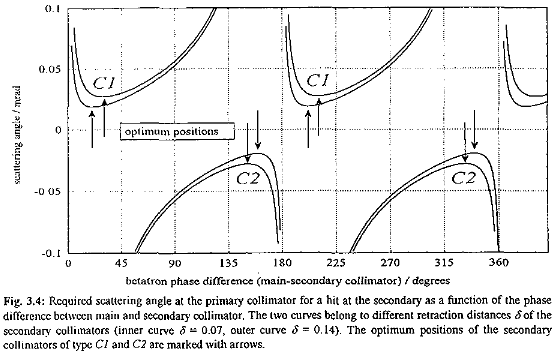 0.1
0.05
0
-0.05
-0.1
scattering angle / mrad
C1
C1
optimum positions
C2
C2
0 45 90 135 180 225 270 315 360
betatron phase difference (main-secondary collimator) / degrees
Fig. 3.4: Required scattering angle at the primary collimator for a hit at the secondary as a function of the phase
difference between main and secondary collimator. The two curves belong to different retraction distances δ of the
secondary collimators (inner curve δ = 0.07, outer curve δ = 0.14). The optimum positions of the secondary
collimators of type C1 and C2 are marked with arrows.